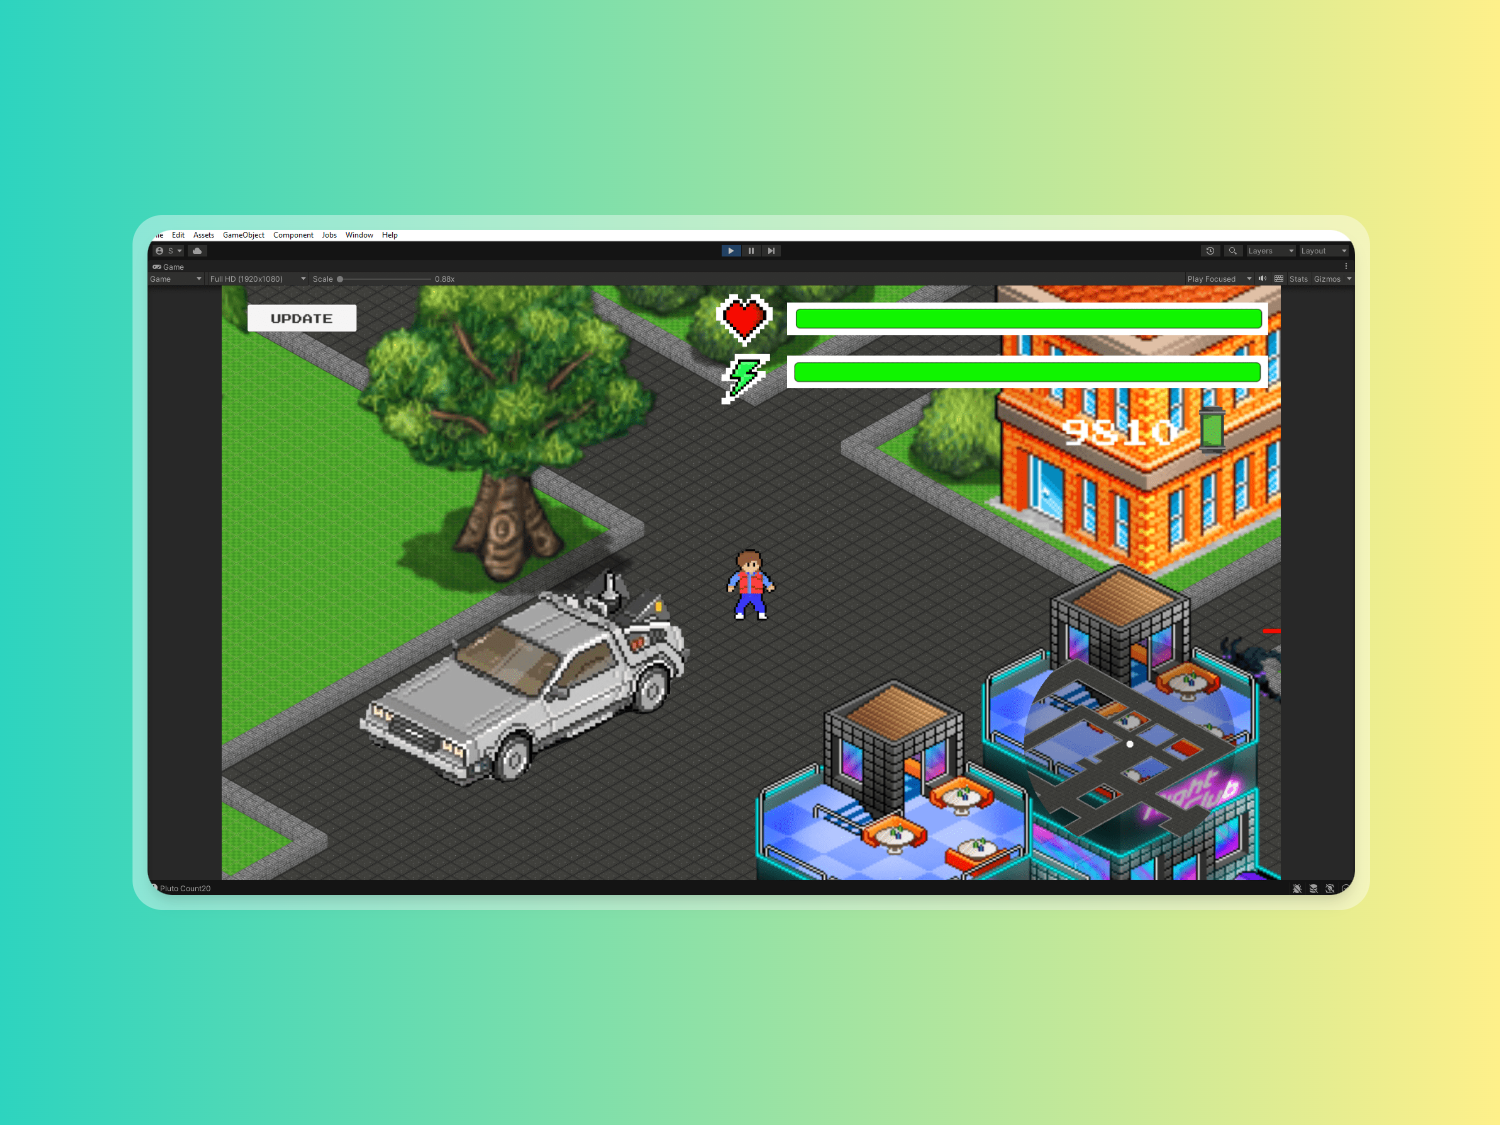 Edit Assets GameObject Component Jobs Window Help
S Layers Layout
Game
Game Full HD (1920x1080) Scale 0.88x Play Focused Stats Gizmos
UPDATE
9810
Night
Club
Pluto Count20